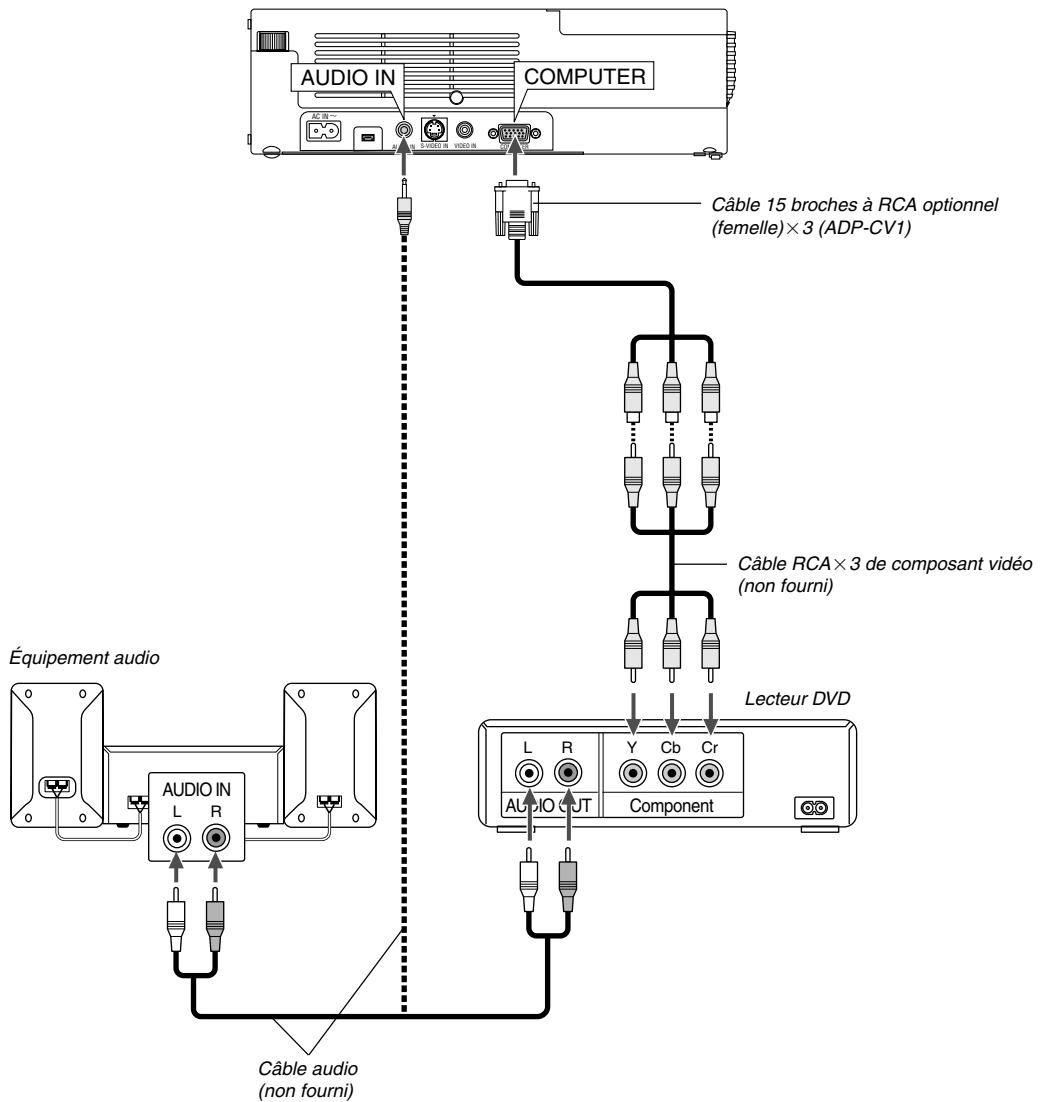 AUDIO IN
COMPUTER
AC IN
S-VIDEO IN
VIDEO IN
Câble 15 broches à RCA optionnel
(femelle)×3 (ADP-CV1)
Câble RCA×3 de composant vidéo
(non fourni)
Équipement audio
Lecteur DVD
L R Y Cb Cr
AUDIO OUT Component
AUDIO IN
L R
Câble audio
(non fourni)